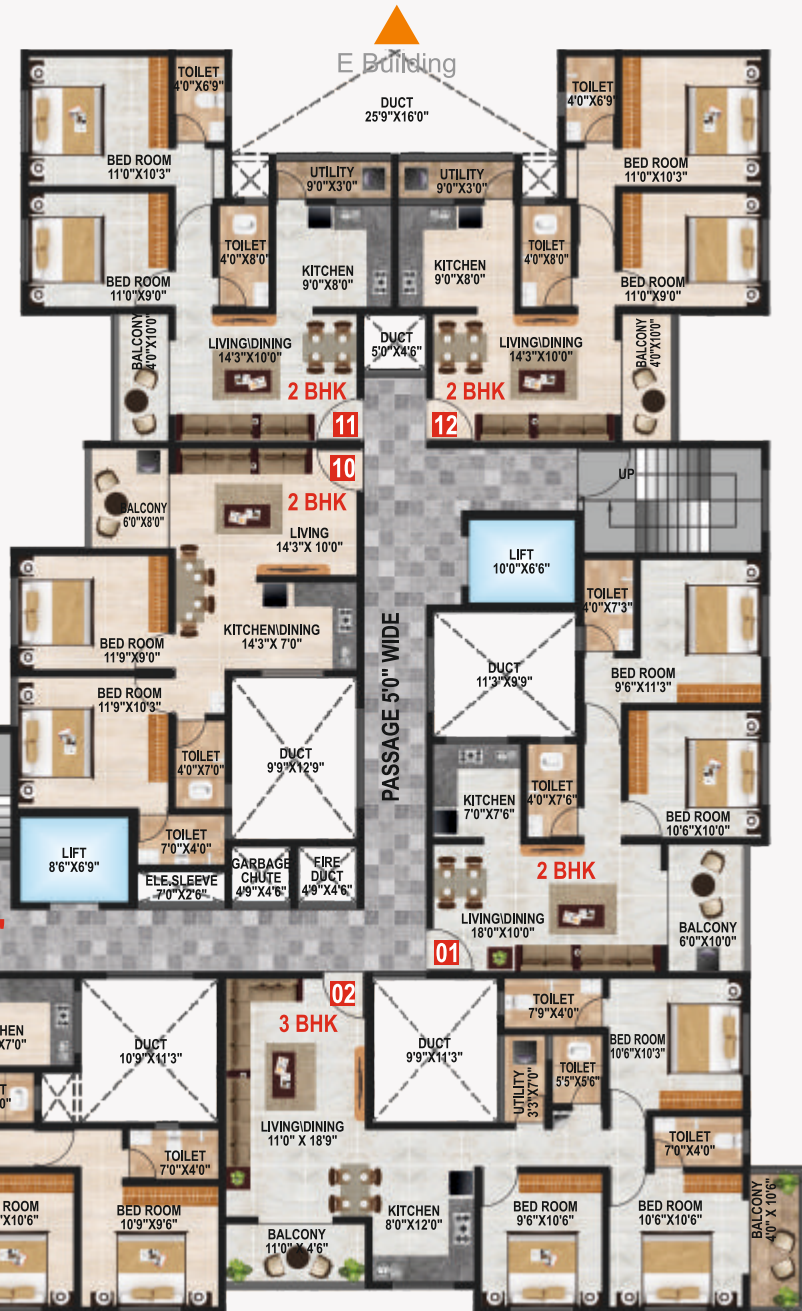 E Building
DUCT
25'9"X16'0"
TOILET
4'0"X6'9"
BED ROOM
11'0"X10'3"
UTILITY
9'0"X3'0"
UTILITY
9'0"X3'0"
TOILET
4'0"X6'9"
BED ROOM
11'0"X10'3"
BED ROOM
11'0"X9'0"
TOILET
4'0"X8'0"
KITCHEN
9'0"X8'0"
KITCHEN
9'0"X8'0"
TOILET
4'0"X8'0"
BED ROOM
11'0"X9'0"
BALCONY
4'0"X10'0"
LIVING\DINING
14'3"X10'0"
2 BHK
11
DUCT
5'0"X4'6"
LIVING\DINING
14'3"X10'0"
2 BHK
12
BALCONY
4'0"X10'0"
10
2 BHK
BALCONY
6'0"X8'0"
LIVING
14'3"X 10'0"
UP
LIFT
10'0"X6'6"
BED ROOM
11'9"X9'0"
KITCHEN\DINING
14'3"X 7'0"
BED ROOM
11'9"X10'3"
DUCT
9'9"X12'9"
TOILET
4'0"X7'0"
TOILET
7'0"X4'0"
LIFT
8'6"X6'9"
ELE.SLEEVE
7'0"X2'6"
GARBAGE
CHUTE
4'9"X4'6"
FIRE
DUCT
4'9"X4'6"
PASSAGE 5'0" WIDE
TOILET
4'0"X7'3"
BED ROOM
9'6"X11'3"
DUCT
11'3"X9'9"
KITCHEN
7'0"X7'6"
TOILET
4'0"X7'6"
BED ROOM
10'6"X10'0"
2 BHK
LIVING\DINING
18'0"X10'0"
01
BALCONY
6'0"X10'0"
02
3 BHK
HEN
X7'0"
DUCT
10'9"X11'3"
T
0"
TOILET
7'0"X4'0"
ROOM
"X10'6"
BED ROOM
10'9"X9'6"
LIVING\DINING
11'0" X 18'9"
DUCT
9'9"X11'3"
TOILET
7'9"X4'0"
BED ROOM
10'6"X10'3"
UTILITY
3'3"X7'0"
TOILET
5'5"X5'6"
TOILET
7'0"X4'0"
KITCHEN
8'0"X12'0"
BED ROOM
9'6"X10'6"
BED ROOM
10'6"X10'6"
BALCONY
4'0" X 10'6"
BALCONY
11'0" X 4'6"